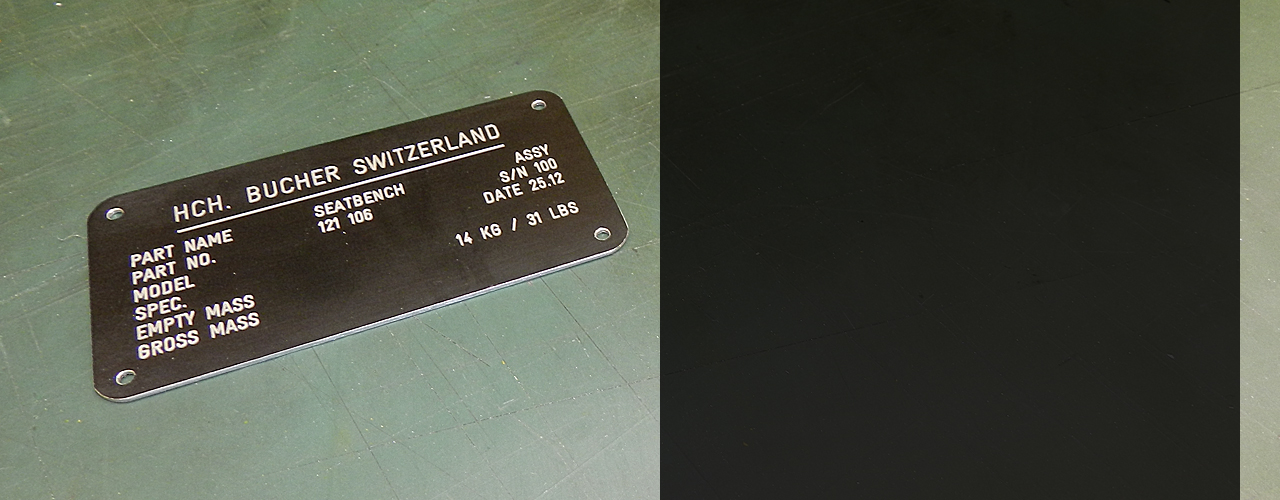 HCH. BUCHER SWITZERLAND
PART NAME SEATBENCH ASSY
PART NO. 121 106 S/N 100
MODEL DATE 25.12
SPEC.
EMPTY MASS 14 KG / 31 LBS
GROSS MASS